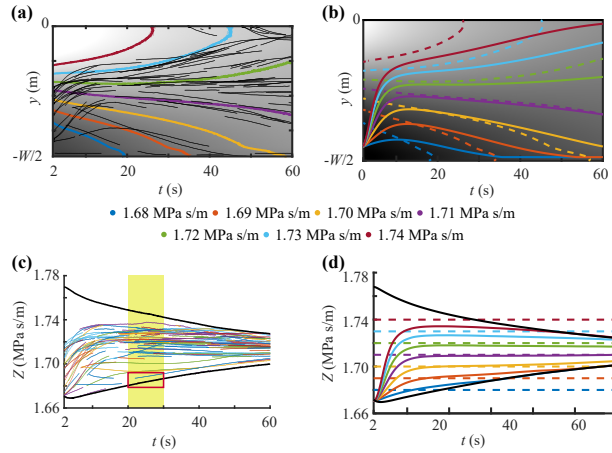 (a)
(b)
0
0
y (m)
y (m)
-W/2
-W/2
2 20 40 60
0 20 40 60
t (s)
t (s)
1.68 MPa s/m 1.69 MPa s/m 1.70 MPa s/m 1.71 MPa s/m
1.72 MPa s/m 1.73 MPa s/m 1.74 MPa s/m
(c)
(d)
1.78
1.78
1.74
1.74
Z (MPa s/m)
Z (MPa s/m)
1.70
1.70
1.66
1.66
2 20 40 60
2 20 40 60
t (s)
t (s)